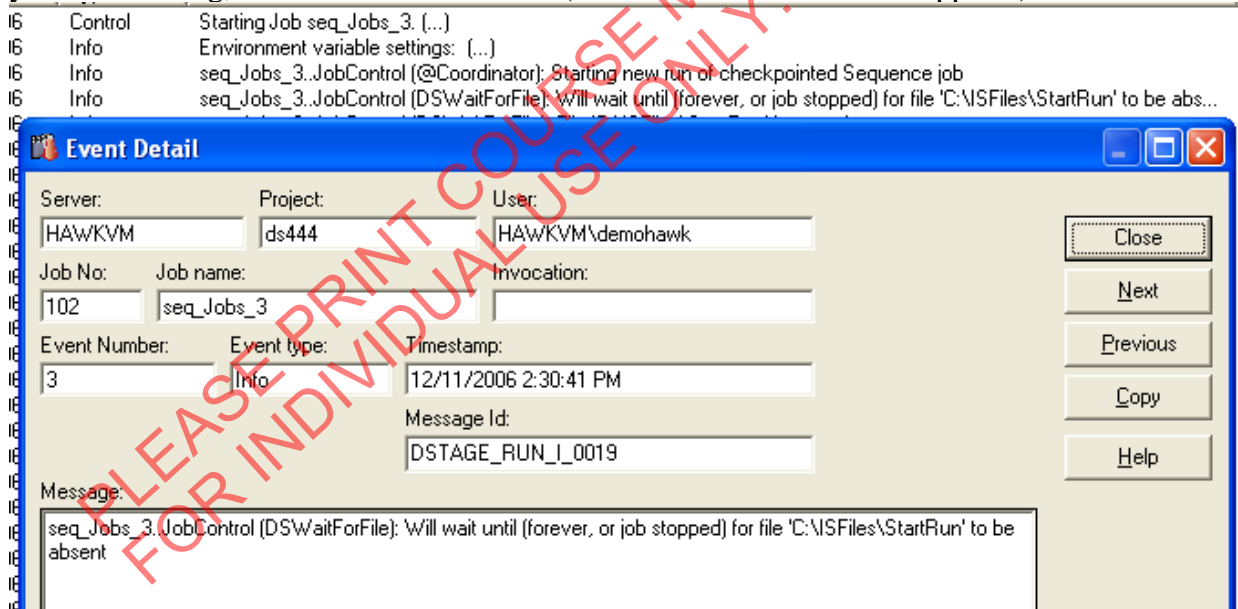 06 Control Starting Job seq_Jobs_3. (...)
06 Info Environment variable settings: (...)
06 Info seq_Jobs_3..JobControl (@Coordinator): Starting new run of checkpointed Sequence job
06 Info seq_Jobs_3..JobControl (DSWaitForFile): Will wait until (forever, or job stopped) for file 'C:\ISFiles\StartRun' to be abs...
Event Detail
Server: Project: User:
HAWKVM ds444 HAWKVM\demohawk
Close
Job No: Job name: Invocation:
102 seq_Jobs_3
Next
Event Number: Event type: Timestamp:
Previous
3 Info 12/11/2006 2:30:41 PM
Copy
Message Id:
DSTAGE_RUN_I_0019
Help
Message:
seq_Jobs_3..JobControl (DSWaitForFile): Will wait until (forever, or job stopped) for file 'C:\ISFiles\StartRun' to be
absent
PLEASE PRINT COURSE
FOR INDIVIDUAL USE ONLY.